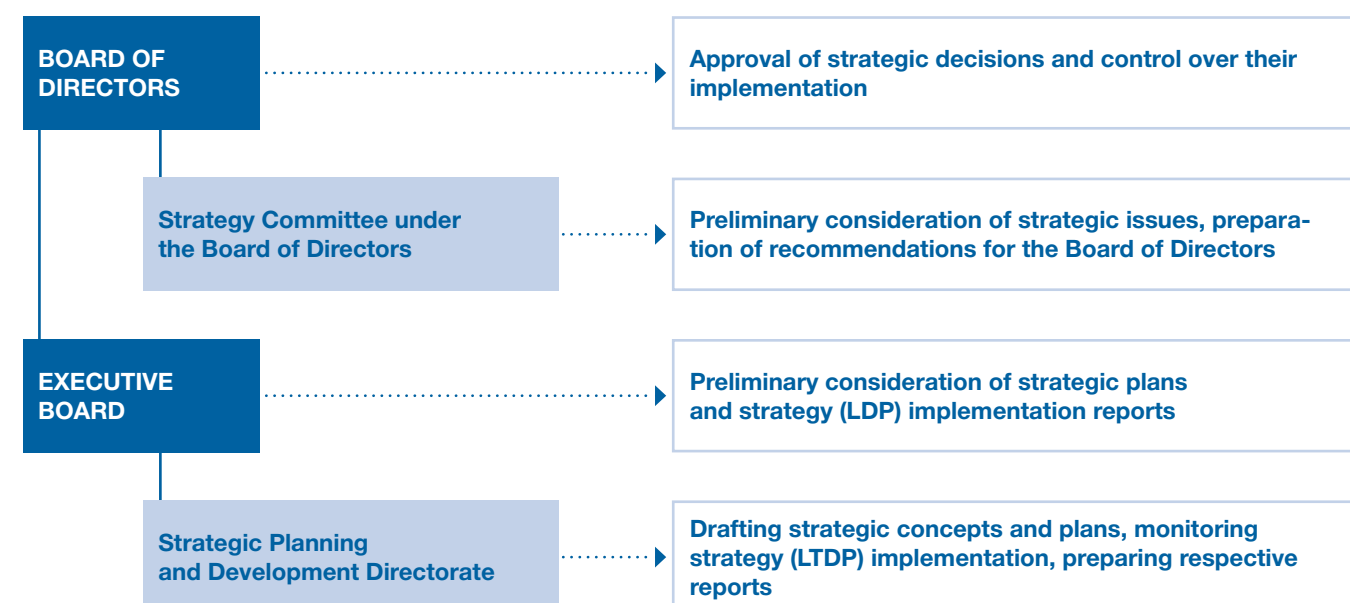 BOARD OF
DIRECTORS
Approval of strategic decisions and control over their
implementation
Strategy Committee under
the Board of Directors
Preliminary consideration of strategic issues, prepara-
tion of recommendations for the Board of Directors
EXECUTIVE
BOARD
Preliminary consideration of strategic plans
and strategy (LDP) implementation reports
Strategic Planning
and Development Directorate
Drafting strategic concepts and plans, monitoring
strategy (LTDP) implementation, preparing respective
reports